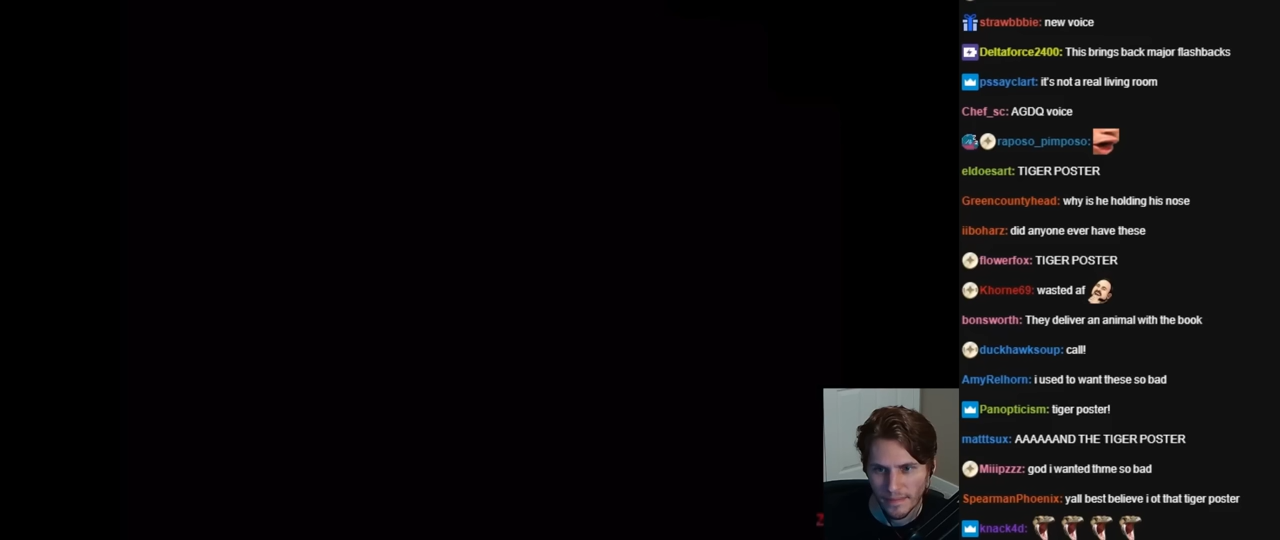 strawbbbie: new voice
Deltaforce2400: This brings back major flashbacks
pssayclart: it's not a real living room
Chef_sc: AGDQ voice
raposo_pimposo:
eldoesart: TIGER POSTER
Greencountyhead: why is he holding his nose
iiboharz: did anyone ever have these
flowerfox: TIGER POSTER
Khorne69: wasted af
bonsworth: They deliver an animal with the book
duckhawksoup: call!
AmyRelhorn: i used to want these so bad
Panopticism: tiger poster!
matttsux: AAAAAAND THE TIGER POSTER
Miiipzzz: god i wanted thme so bad
SpearmanPhoenix: yall best believe i ot that tiger poster
knack4d:
2